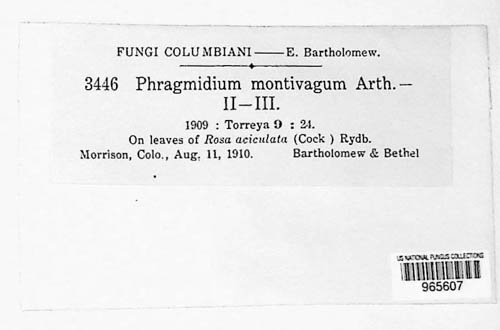 FUNGI COLUMBIANI — E. Bartholomew.
3446 Phragmidium montivagum Arth.—
II—III.
1909 : Torreya 9 : 24.
On leaves of Rosa aciculata (Cock ) Rydb.
Morrison, Colo., Aug. 11, 1910. Bartholomew & Bethel
US NATIONAL FUNGUS COLLECTIONS
965607